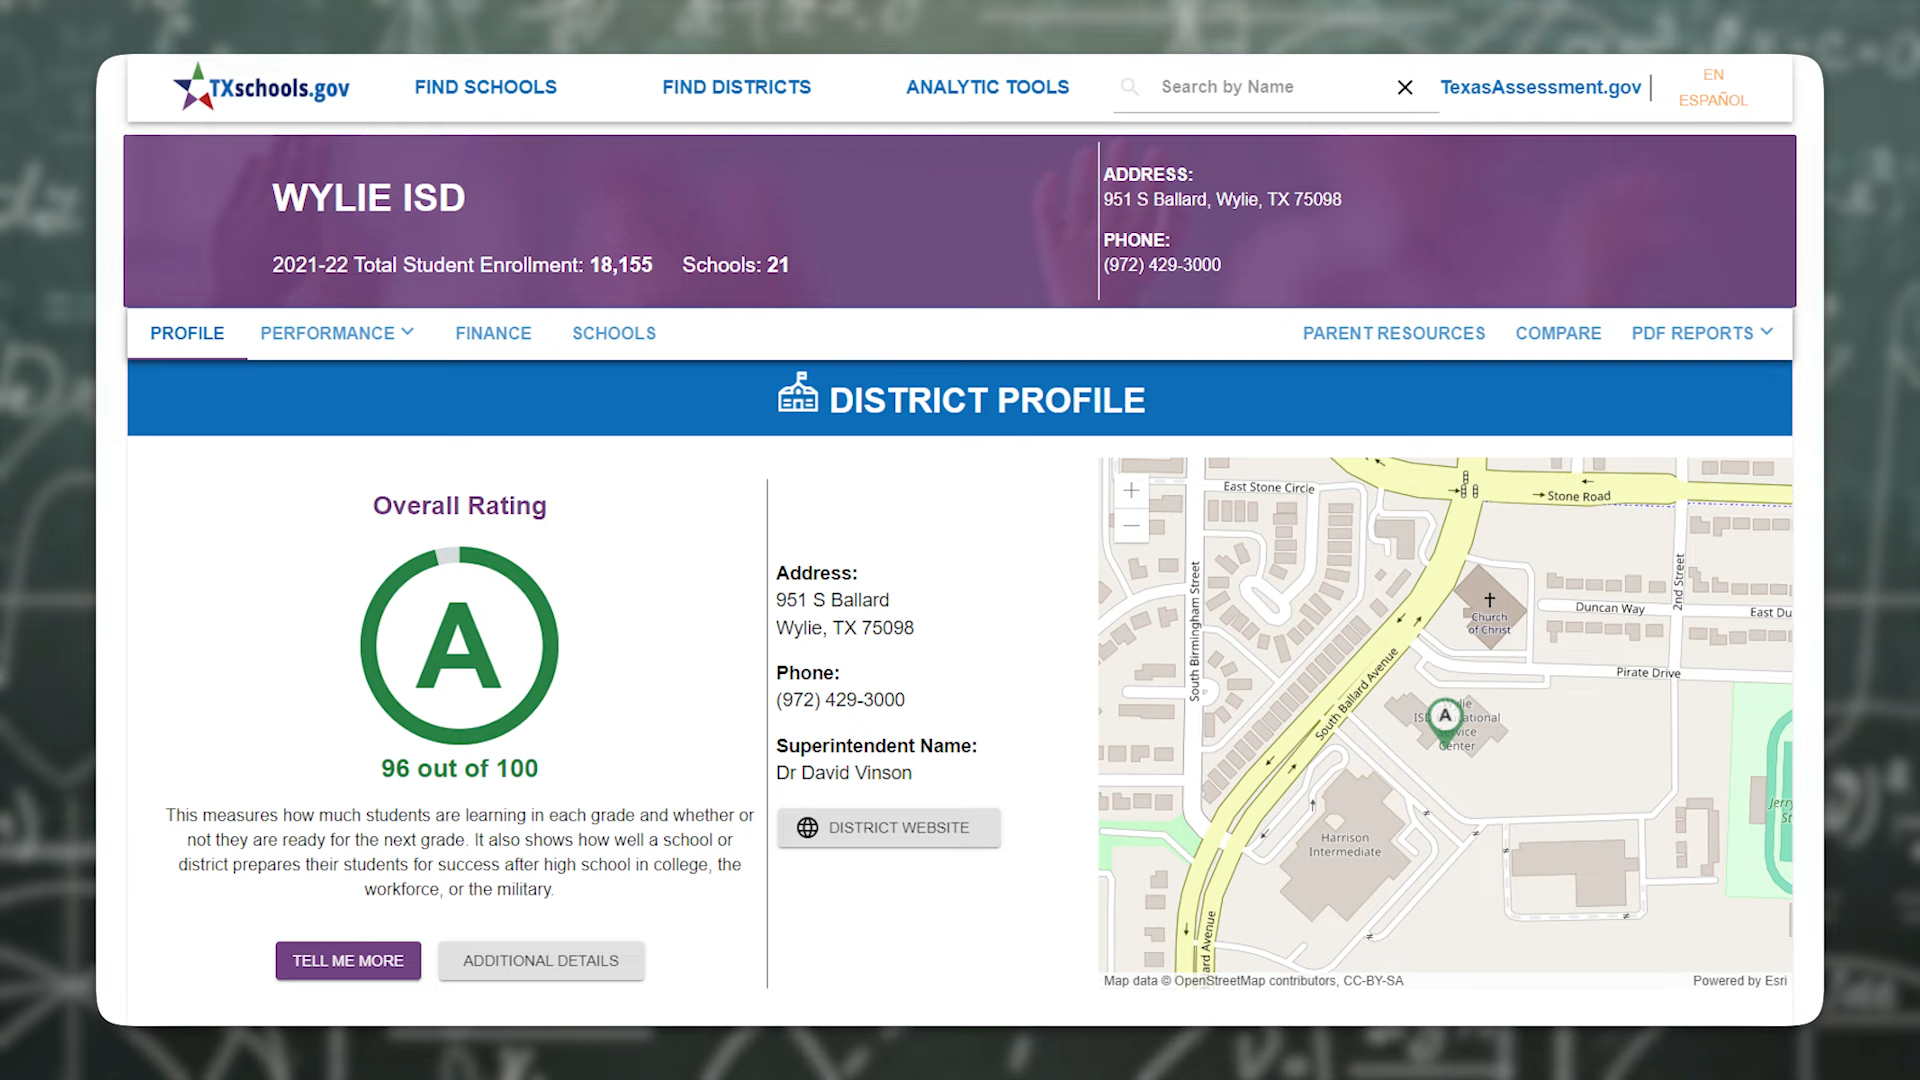 TXschools.gov
FIND SCHOOLS
FIND DISTRICTS
ANALYTIC TOOLS
Search by Name
TexasAssessment.gov
EN
ESPAÑOL
WYLIE ISD
2021-22 Total Student Enrollment: 18,155 Schools: 21
ADDRESS:
951 S Ballard, Wylie, TX 75098
PHONE:
(972) 429-3000
PROFILE
PERFORMANCE
FINANCE
SCHOOLS
PARENT RESOURCES
COMPARE
PDF REPORTS
DISTRICT PROFILE
Overall Rating
A
96 out of 100
This measures how much students are learning in each grade and whether or
not they are ready for the next grade. It also shows how well a school or
district prepares their students for success after high school in college, the
workforce, or the military.
TELL ME MORE
ADDITIONAL DETAILS
Address:
951 S Ballard
Wylie, TX 75098
Phone:
(972) 429-3000
Superintendent Name:
Dr David Vinson
DISTRICT WEBSITE
East Stone Circle
Stone Road
South Birmingham Street
2nd Street
Church
of Christ
Duncan Way
East Du
South Ballard Avenue
Pirate Drive
A
Center
Harrison
Intermediate
Jerry
St
ard Avenue
Map data © OpenStreetMap contributors, CC-BY-SA
Powered by Esri